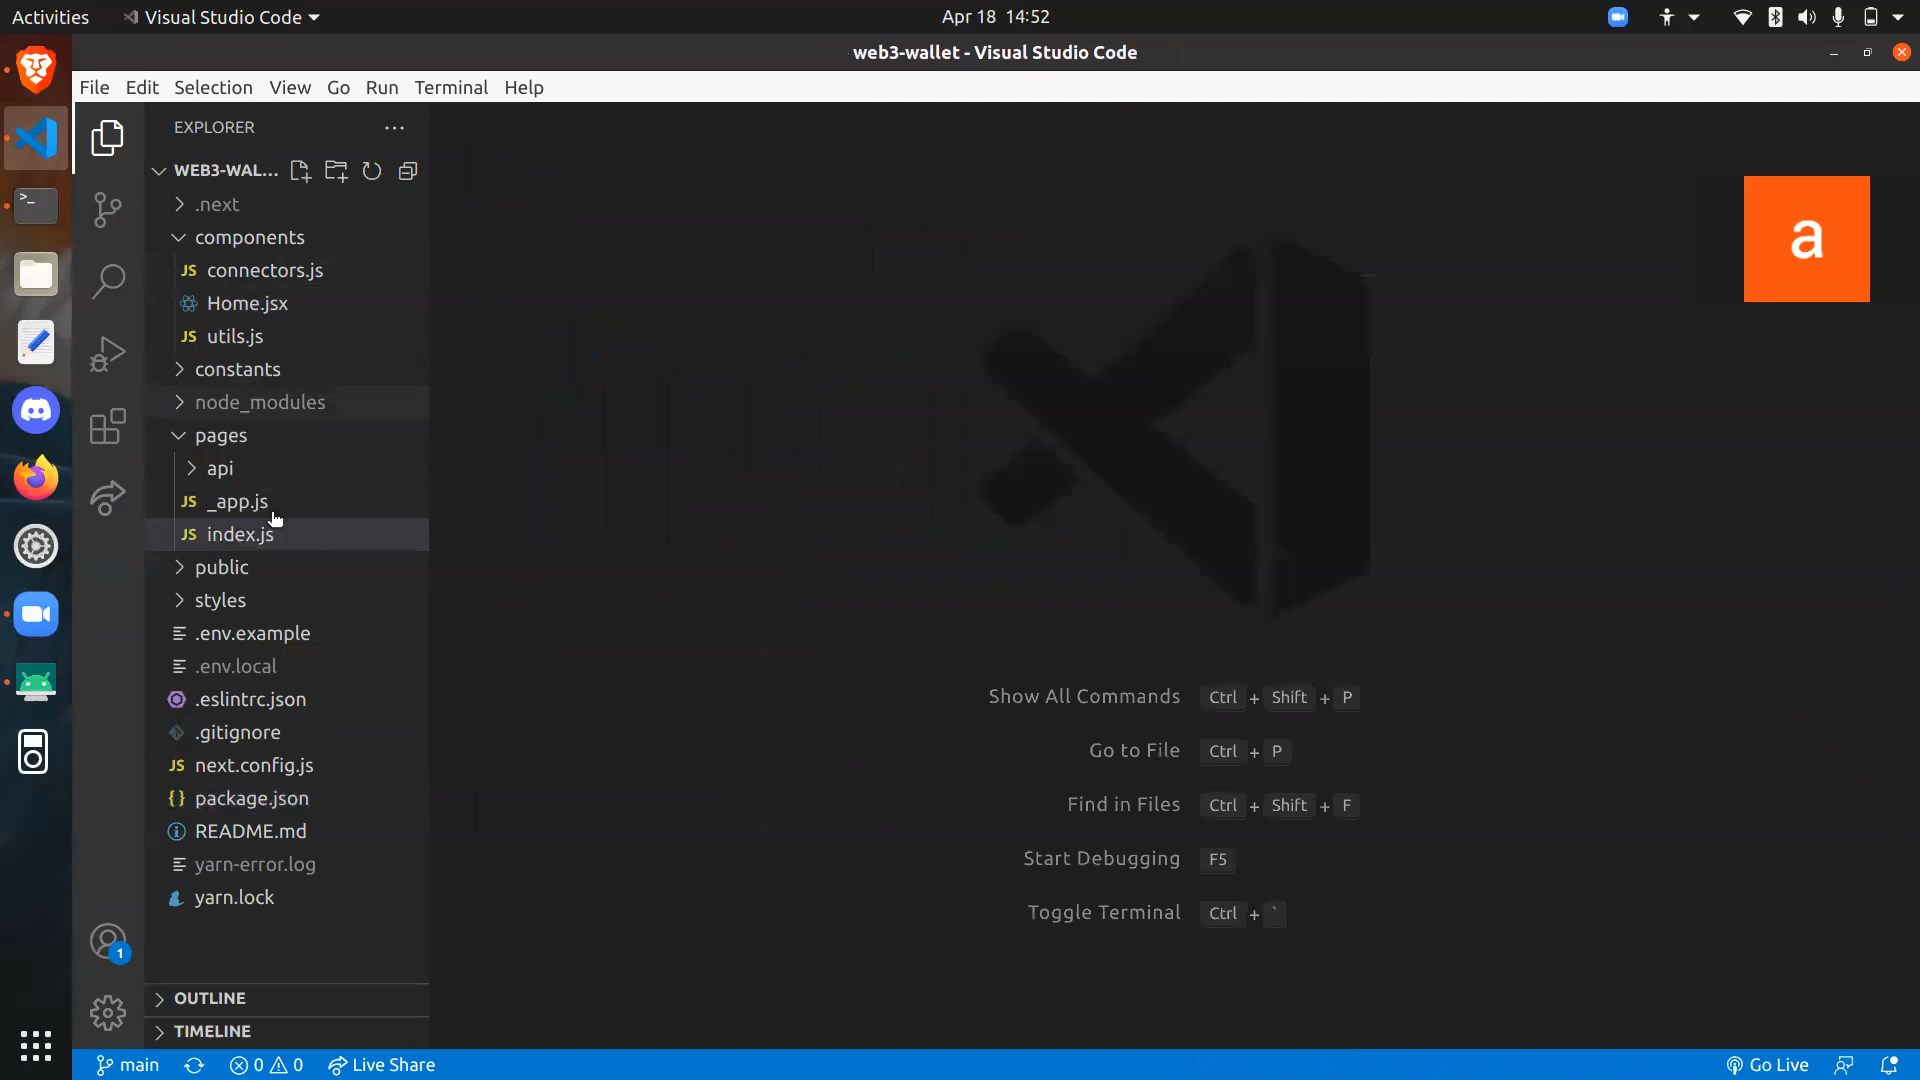 Activities
Visual Studio Code
Apr 18 14:52
web3-wallet - Visual Studio Code
File Edit Selection View Go Run Terminal Help
EXPLORER
WEB3-WAL...
.next
components
JS connectors.js
Home.jsx
JS utils.js
constants
node_modules
pages
api
JS _app.js
JS index.js
public
styles
.env.example
.env.local
.eslintrc.json
.gitignore
JS next.config.js
{} package.json
README.md
yarn-error.log
yarn.lock
OUTLINE
TIMELINE
a
Show All Commands Ctrl + Shift + P
Go to File Ctrl + P
Find in Files Ctrl + Shift + F
Start Debugging F5
Toggle Terminal Ctrl + `
1
main 0 0 Live Share
Go Live